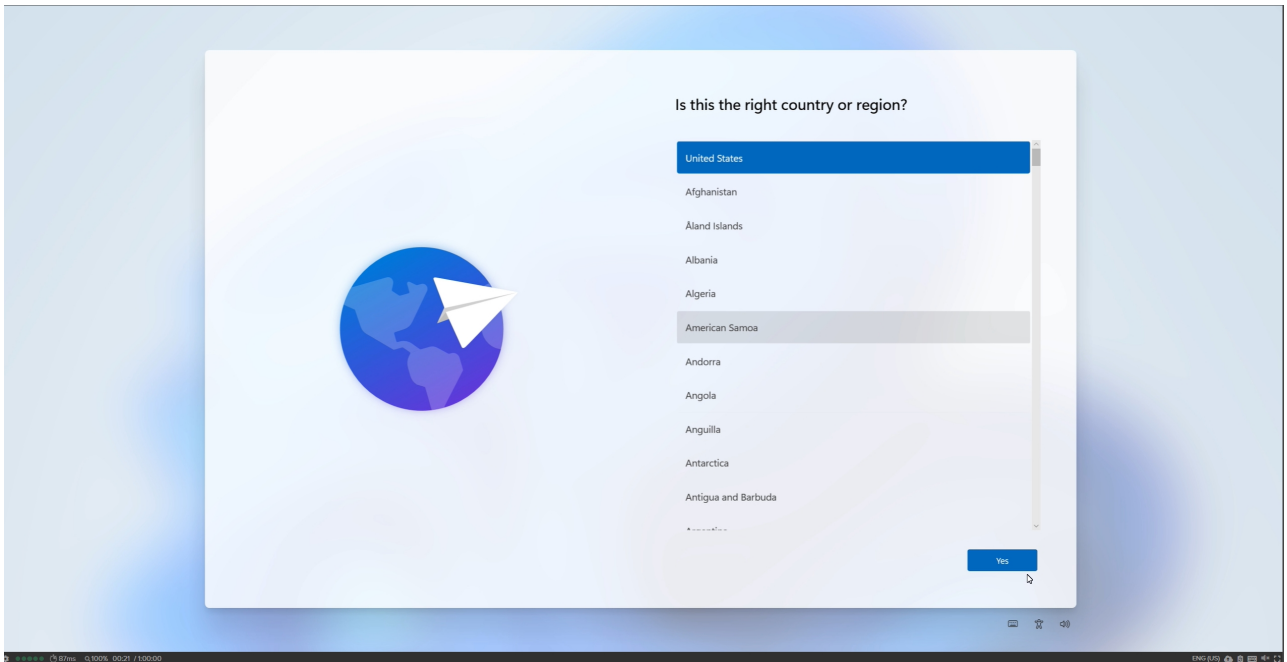 Is this the right country or region?
United States
Afghanistan
Åland Islands
Albania
Algeria
American Samoa
Andorra
Angola
Anguilla
Antarctica
Antigua and Barbuda
Yes
87ms 100% 00:21 / 1:00:00
ENG (US)